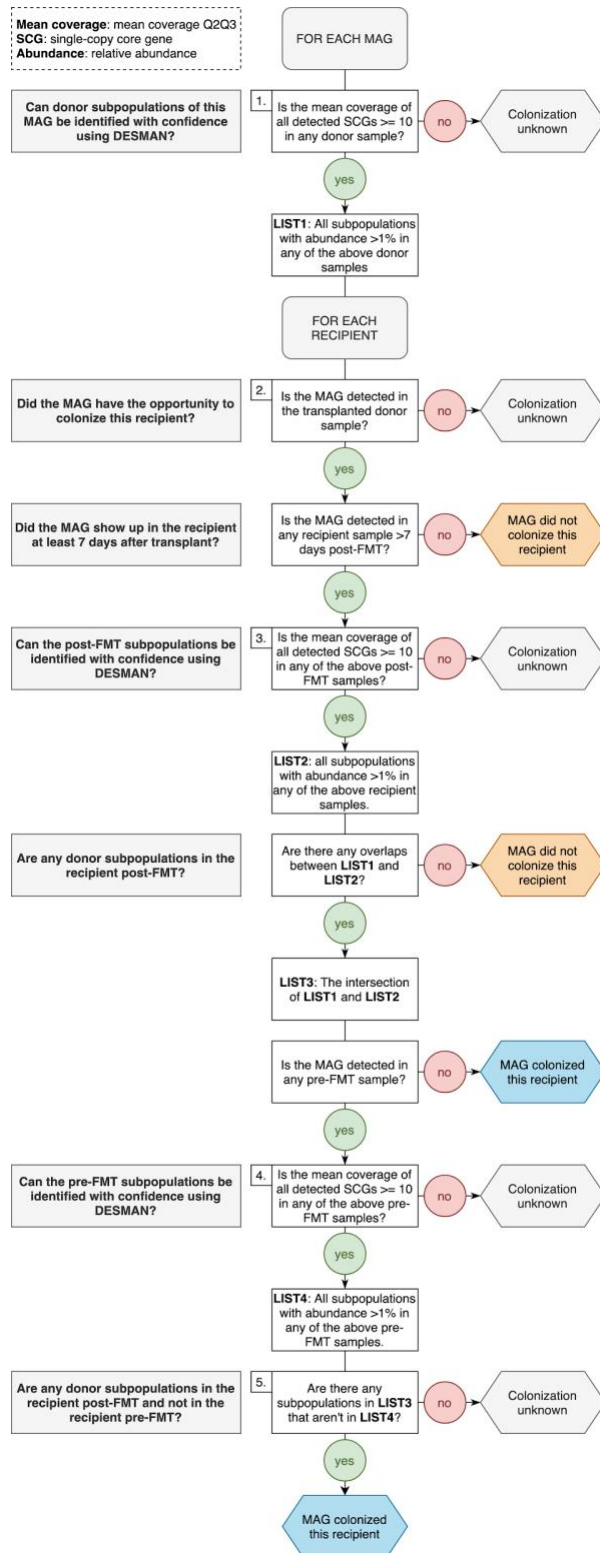 Mean coverage: mean coverage Q2Q3
SCG: single-copy core gene
Abundance: relative abundance
FOR EACH MAG
Can donor subpopulations of this
MAG be identified with confidence
using DESMAN?
1.
Is the mean coverage of
all detected SCGs >= 10
in any donor sample?
no
Colonization
unknown
yes
LIST1: All subpopulations
with abundance >1% in
any of the above donor
samples
FOR EACH
RECIPIENT
Did the MAG have the opportunity to
colonize this recipient?
2.
Is the MAG detected in
the transplanted donor
sample?
no
Colonization
unknown
yes
Did the MAG show up in the recipient
at least 7 days after transplant?
Is the MAG detected in
any recipient sample >7
days post-FMT?
no
MAG did not
colonize this
recipient
yes
Can the post-FMT subpopulations be
identified with confidence using
DESMAN?
3.
Is the mean coverage of
all detected SCGs >= 10
in any of the above post-
FMT samples?
no
Colonization
unknown
yes
LIST2: all subpopulations
with abundance >1% in
any of the above recipient
samples.
Are any donor subpopulations in the
recipient post-FMT?
Are there any overlaps
between LIST1 and
LIST2?
no
MAG did not
colonize this
recipient
yes
LIST3: The intersection
of LIST1 and LIST2
Is the MAG detected in
any pre-FMT sample?
no
MAG colonized
this recipient
yes
Can the pre-FMT subpopulations be
identified with confidence using
DESMAN?
4.
Is the mean coverage of
all detected SCGs >= 10
in any of the above pre-
FMT samples?
no
Colonization
unknown
yes
LIST4: All subpopulations
with abundance >1% in
any of the above pre-
FMT samples.
Are any donor subpopulations in the
recipient post-FMT and not in the
recipient pre-FMT?
5.
Are there any
subpopulations in LIST3
that aren't in LIST4?
no
Colonization
unknown
yes
MAG colonized
this recipient